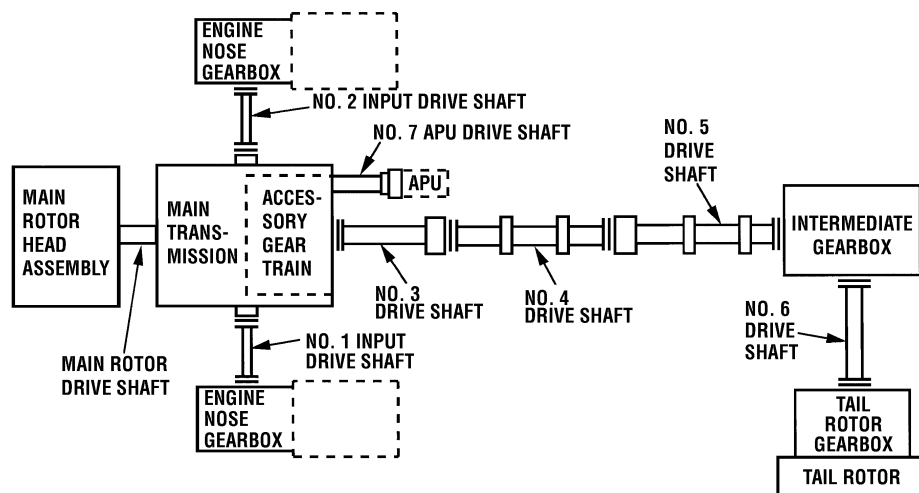 ENGINE
NOSE
GEARBOX
NO. 2 INPUT DRIVE SHAFT
NO. 7 APU DRIVE SHAFT
APU
NO. 5
DRIVE
SHAFT
MAIN
ROTOR
HEAD
ASSEMBLY
MAIN
TRANS-
MISSION
ACCES-
SORY
GEAR
TRAIN
INTERMEDIATE
GEARBOX
NO. 3
DRIVE SHAFT
NO. 4
DRIVE SHAFT
NO. 6
DRIVE
SHAFT
MAIN ROTOR
DRIVE SHAFT
NO. 1 INPUT
DRIVE SHAFT
ENGINE
NOSE
GEARBOX
TAIL
ROTOR
GEARBOX
TAIL ROTOR